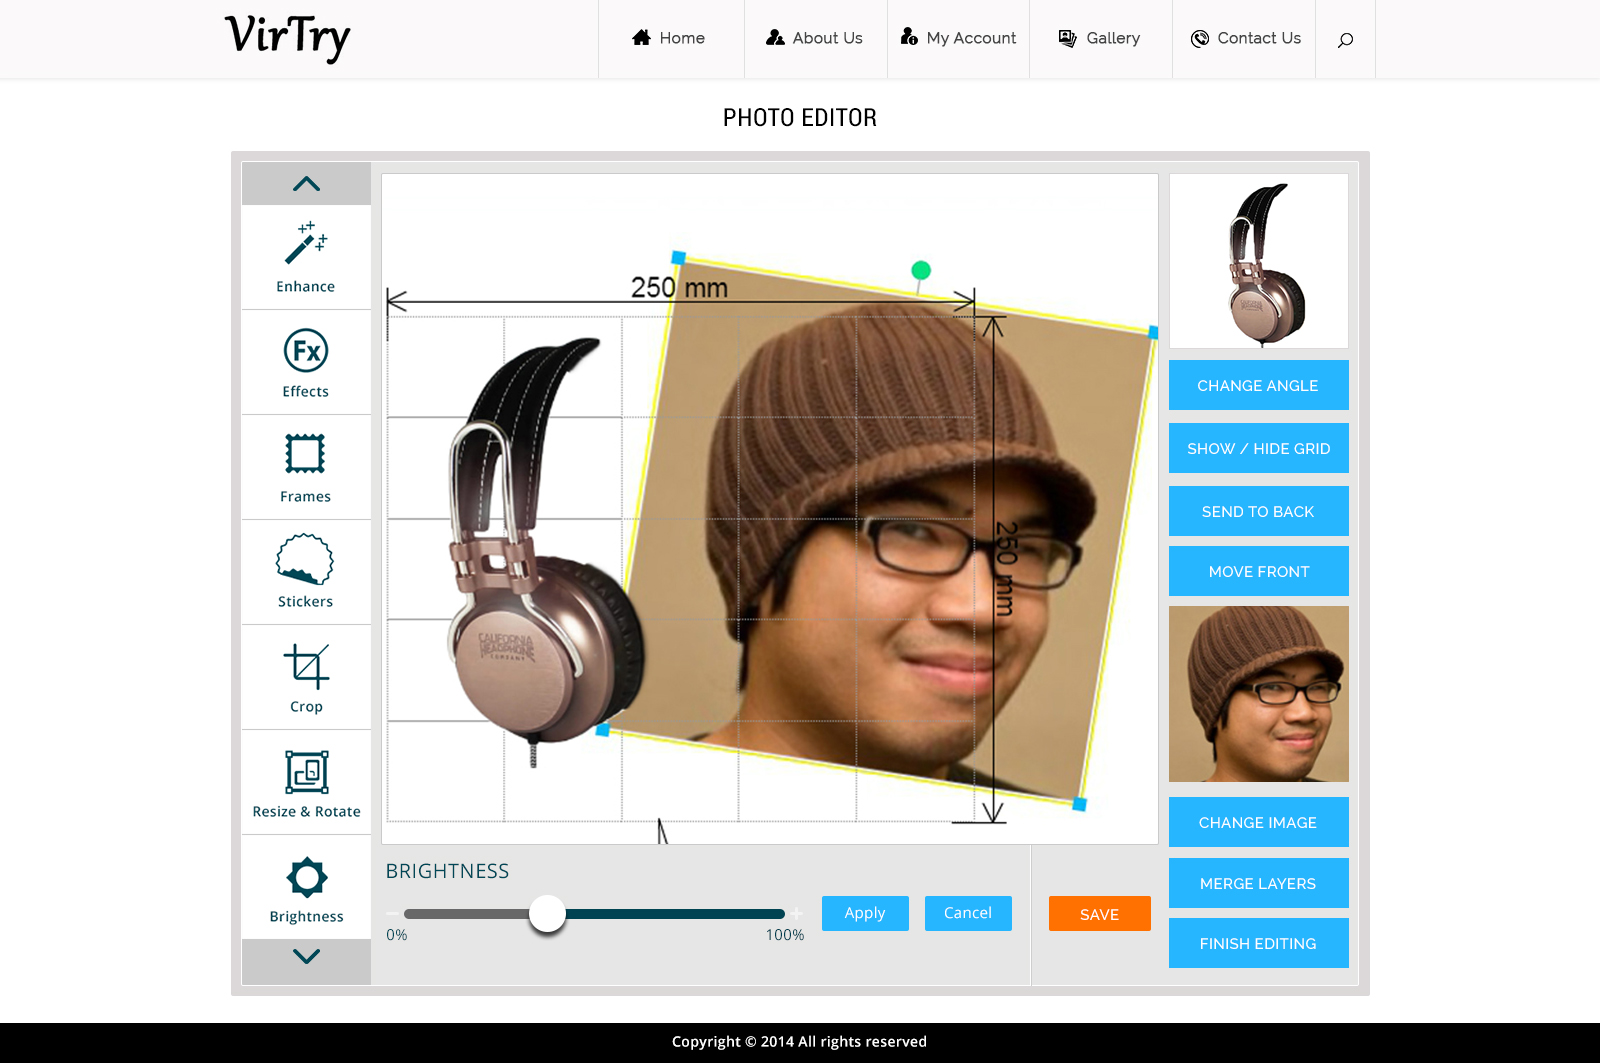 VirTry
Home
About Us
My Account
Gallery
Contact Us
PHOTO EDITOR
Enhance
Fx
Effects
Frames
Stickers
Crop
Resize & Rotate
Brightness
250 mm
250 mm
CALIFORNIA
HEADPHONE
COMPANY
CHANGE ANGLE
SHOW / HIDE GRID
SEND TO BACK
MOVE FRONT
CHANGE IMAGE
MERGE LAYERS
FINISH EDITING
BRIGHTNESS
0%
100%
Apply
Cancel
SAVE
Copyright © 2014 All rights reserved